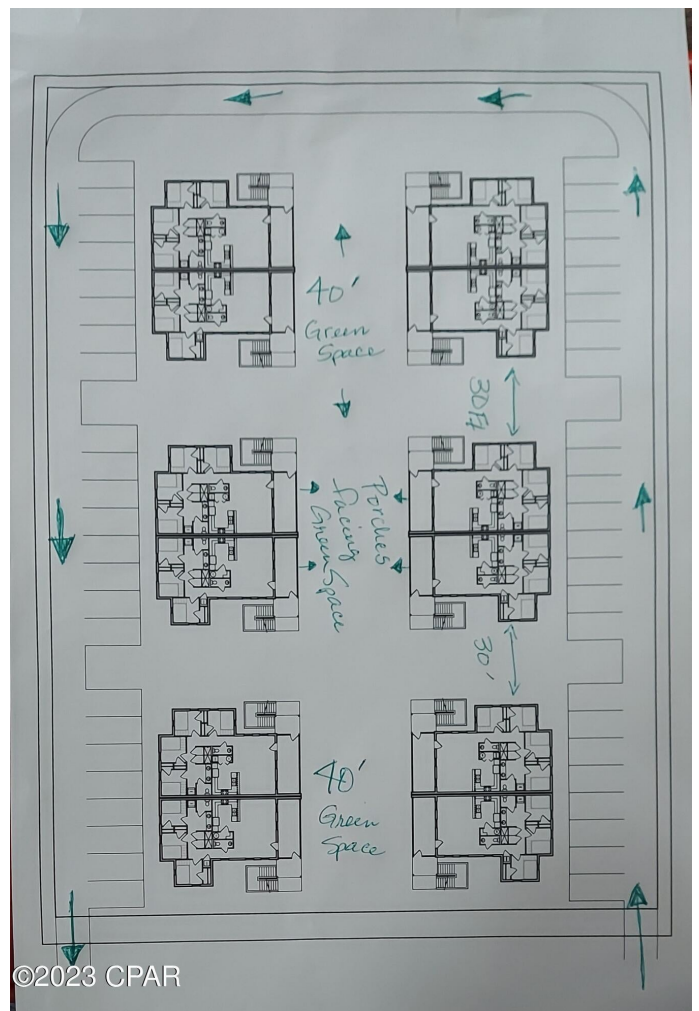 40'
Green
Space
30ft
Porches
facing
Green Space
30'
40'
Green
Space
©2023 CPAR